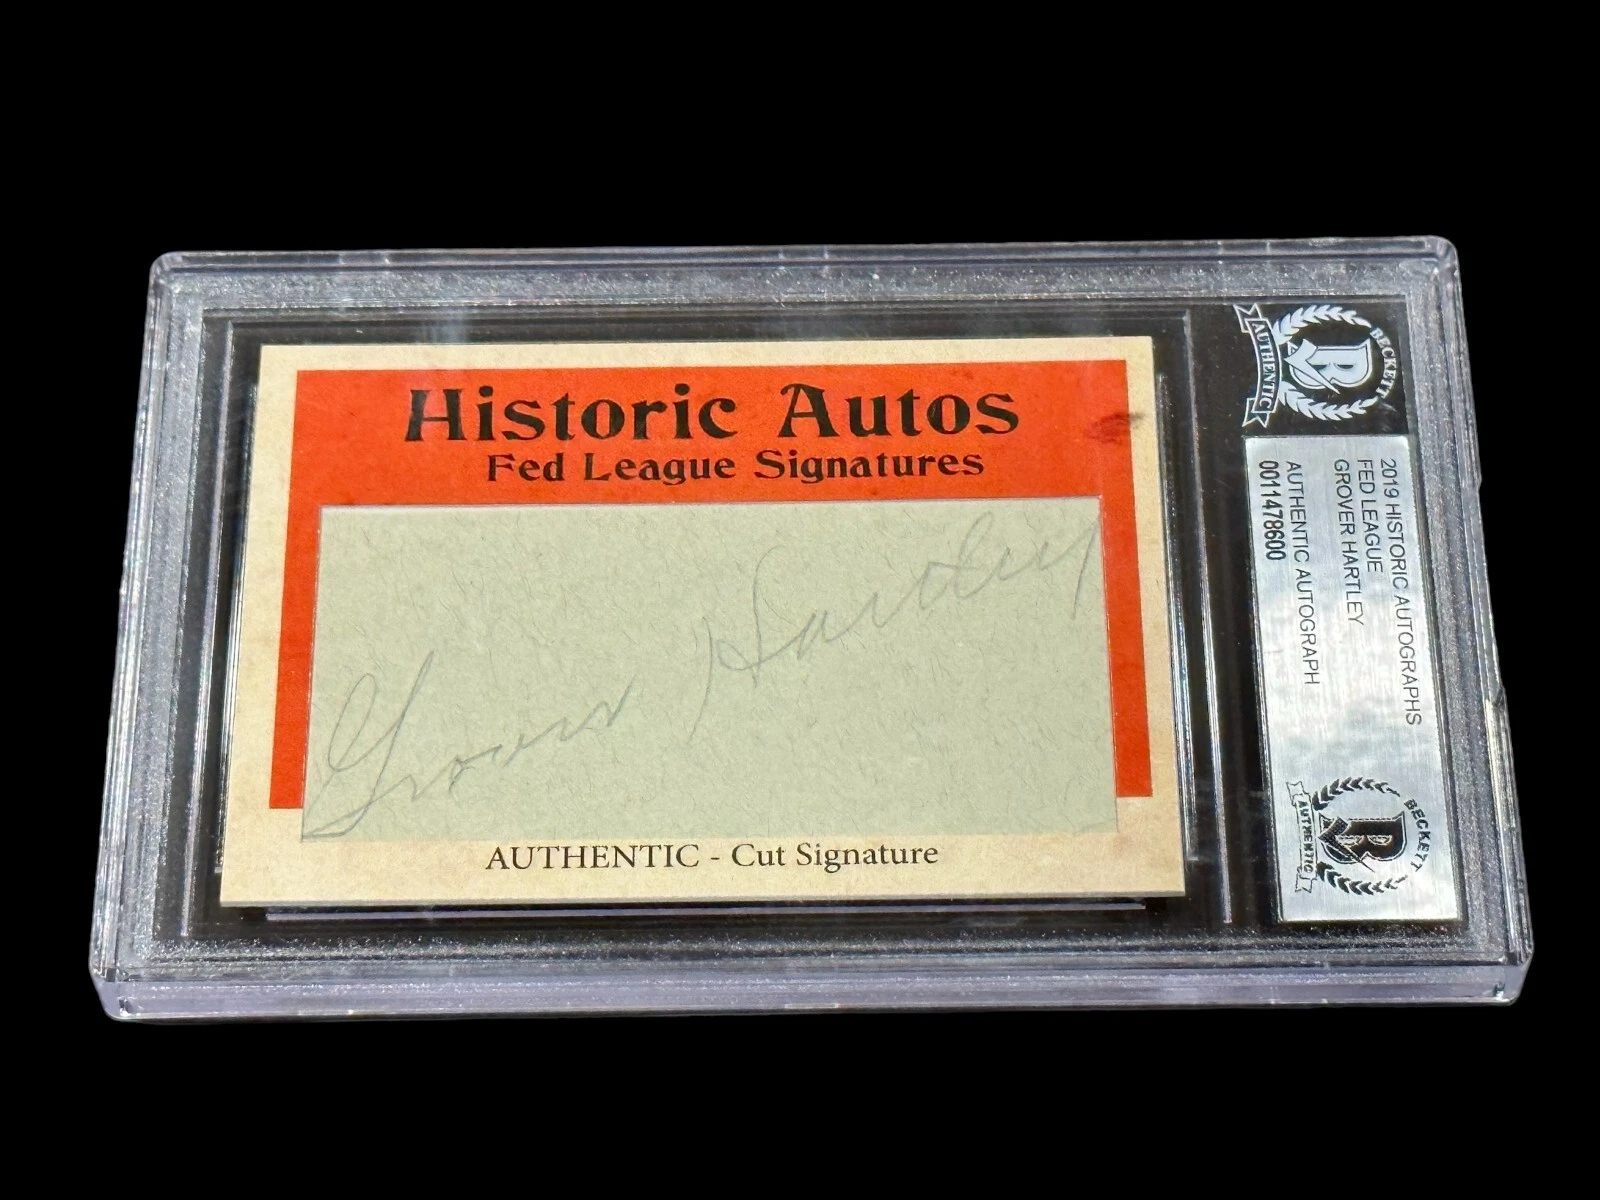 Historic Autos
Fed League Signatures
Grover Hartley
AUTHENTIC - Cut Signature
BECKETT
AUTHENTIC
2019 HISTORIC AUTOGRAPHS
FED LEAGUE
GROVER HARTLEY
AUTHENTIC AUTOGRAPH
0011478600
BECKETT
AUTHENTIC